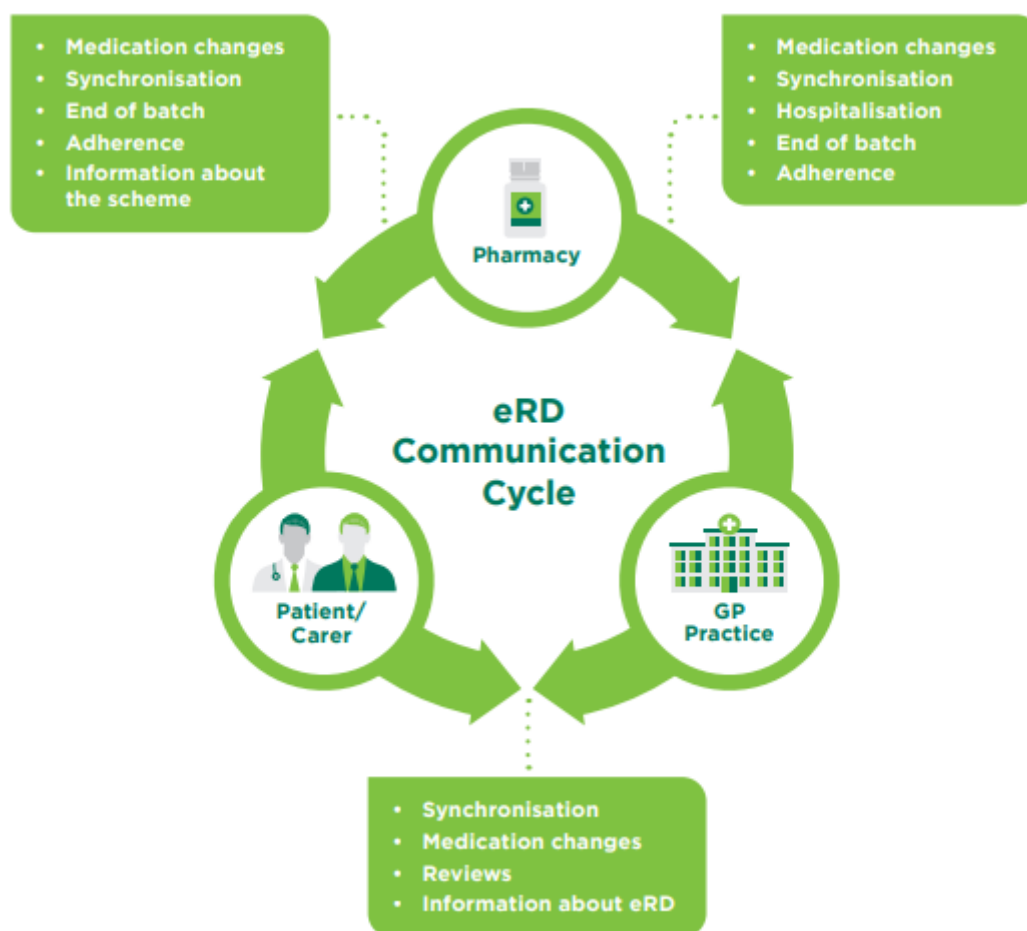 • Medication changes
• Synchronisation
• End of batch
• Adherence
• Information about
the scheme
• Medication changes
• Synchronisation
• Hospitalisation
• End of batch
• Adherence
Pharmacy
eRD
Communication
Cycle
Patient/
Carer
GP
Practice
• Synchronisation
• Medication changes
• Reviews
• Information about eRD